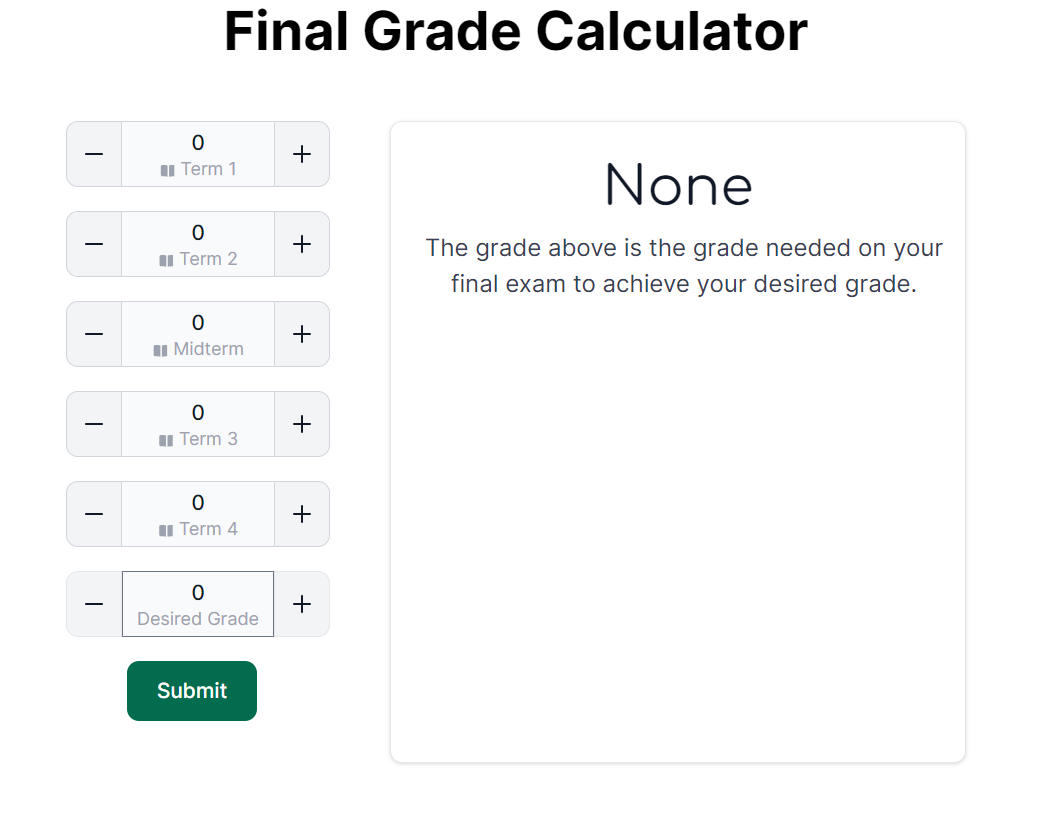 Final Grade Calculator
0
Term 1
0
Term 2
0
Midterm
0
Term 3
0
Term 4
0
Desired Grade
Submit
None
The grade above is the grade needed on your
final exam to achieve your desired grade.